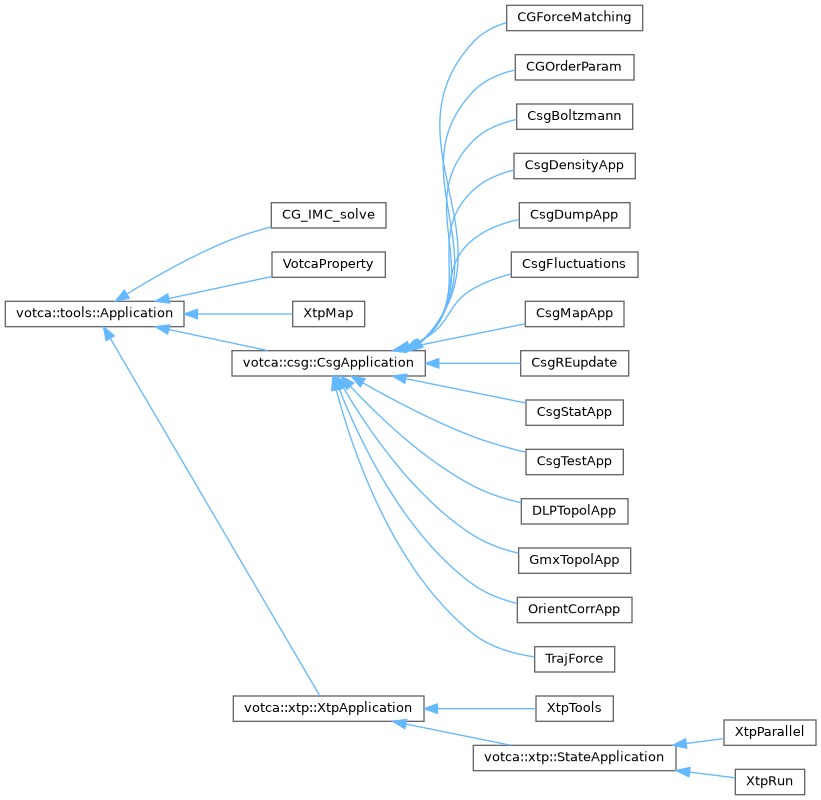 CGForceMatching
CGOrderParam
CsgBoltzmann
CsgDensityApp
CG_IMC_solve
CsgDumpApp
VotcaProperty
CsgFluctuations
votca::tools::Application
XtpMap
CsgMapApp
votca::csg::CsgApplication
CsgREupdate
CsgStatApp
CsgTestApp
DLPTopolApp
GmxTopolApp
OrientCorrApp
TrajForce
votca::xtp::XtpApplication
XtpTools
XtpParallel
votca::xtp::StateApplication
XtpRun